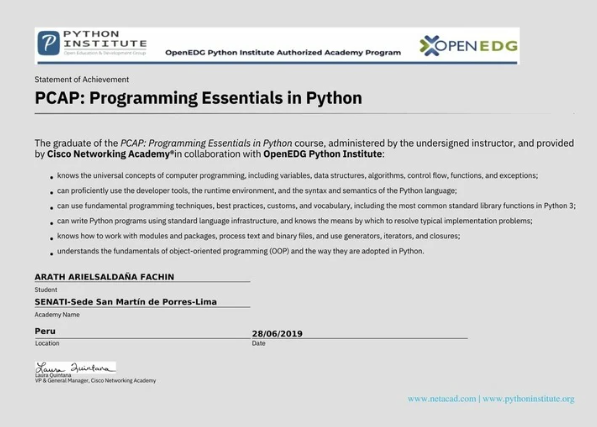 PYTHON
INSTITUTE
Open Education & Development Group
OpenEDG Python Institute Authorized Academy Program
OPENEDG
Statement of Achievement
PCAP: Programming Essentials in Python
The graduate of the PCAP: Programming Essentials in Python course, administered by the undersigned instructor, and provided
by Cisco Networking Academy®in collaboration with OpenEDG Python Institute:
• knows the universal concepts of computer programming, including variables, data structures, algorithms, control flow, functions, and exceptions;
• can proficiently use the developer tools, the runtime environment, and the syntax and semantics of the Python language;
• can use fundamental programming techniques, best practices, customs, and vocabulary, including the most common standard library functions in Python 3;
• can write Python programs using standard language infrastructure, and knows the means by which to resolve typical implementation problems;
• knows how to work with modules and packages, process text and binary files, and use generators, iterators, and closures;
• understands the fundamentals of object-oriented programming (OOP) and the way they are adopted in Python.
ARATH ARIELSALDAÑA FACHIN
Student
SENATI-Sede San Martín de Porres-Lima
Academy Name
Peru 28/06/2019
Location Date
Laura Quintana
Laura Quintana
VP & General Manager, Cisco Networking Academy
www.netacad.com | www.pythoninstitute.org